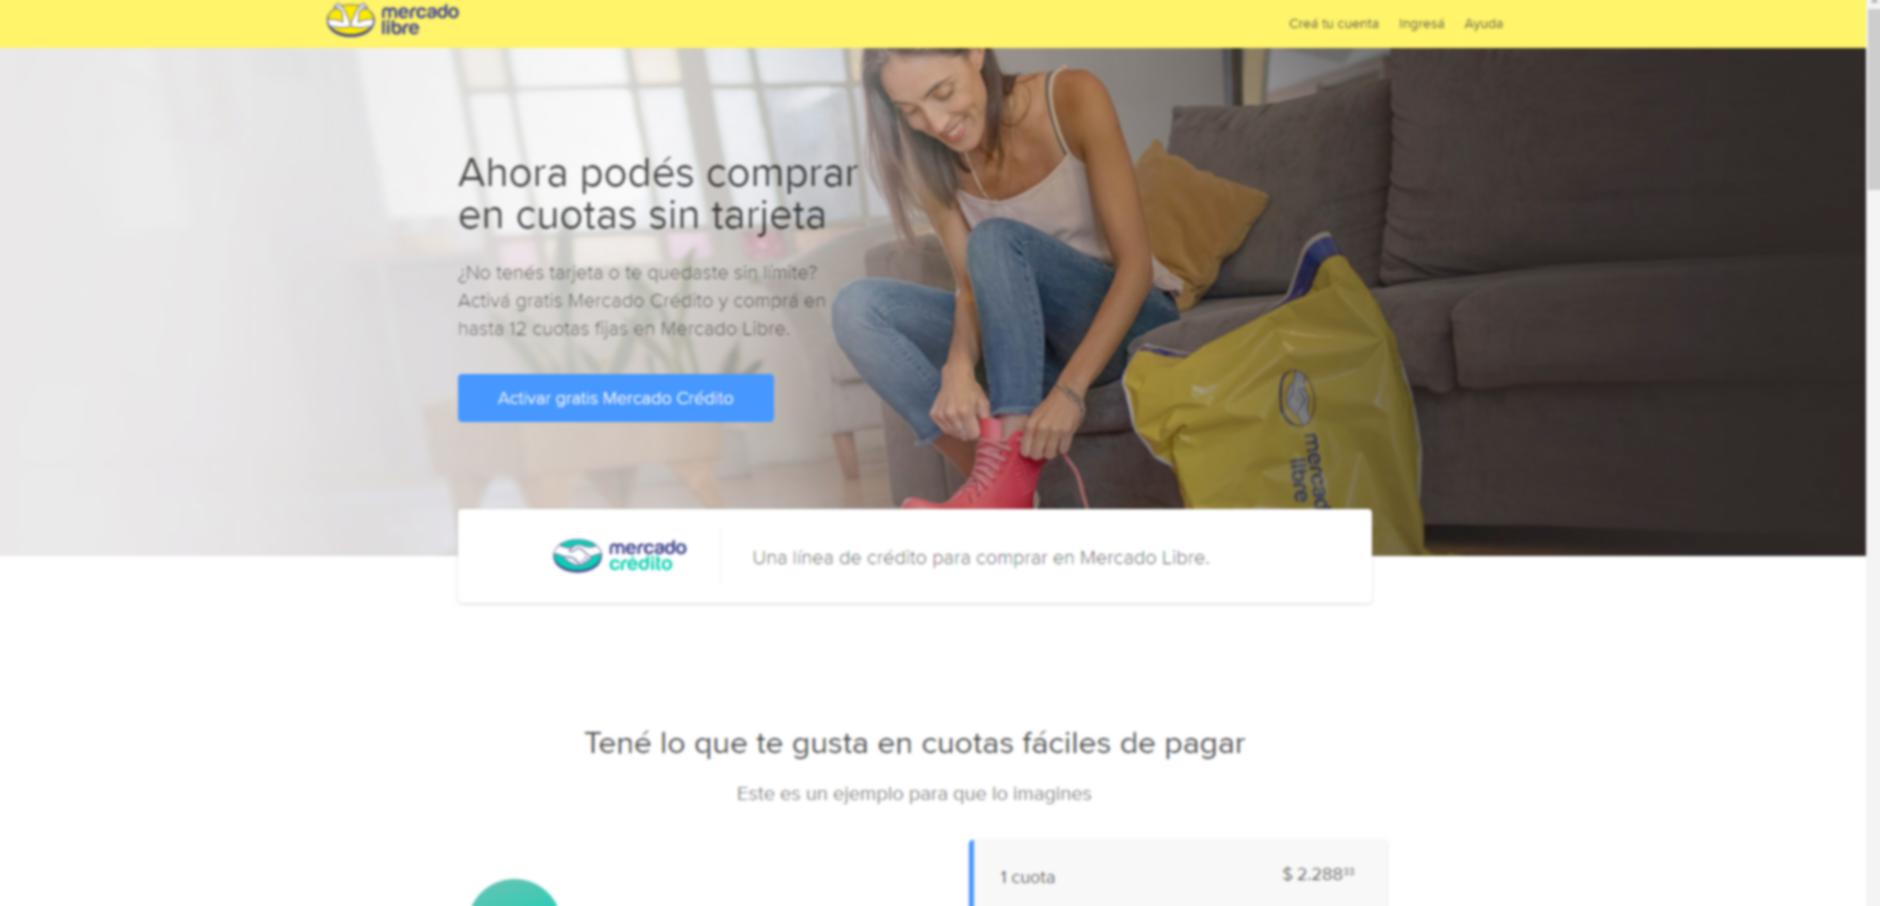 mercado
libre
Creá tu cuenta Ingresá Ayuda
Ahora podés comprar
en cuotas sin tarjeta
¿No tenés tarjeta o te quedaste sin límite?
Activá gratis Mercado Crédito y comprá en
hasta 12 cuotas fijas en Mercado Libre.
Activar gratis Mercado Crédito
mercado
libre
mercado
crédito
Una línea de crédito para comprar en Mercado Libre.
Tené lo que te gusta en cuotas fáciles de pagar
Este es un ejemplo para que lo imagines
1 cuota $ 2.288³³